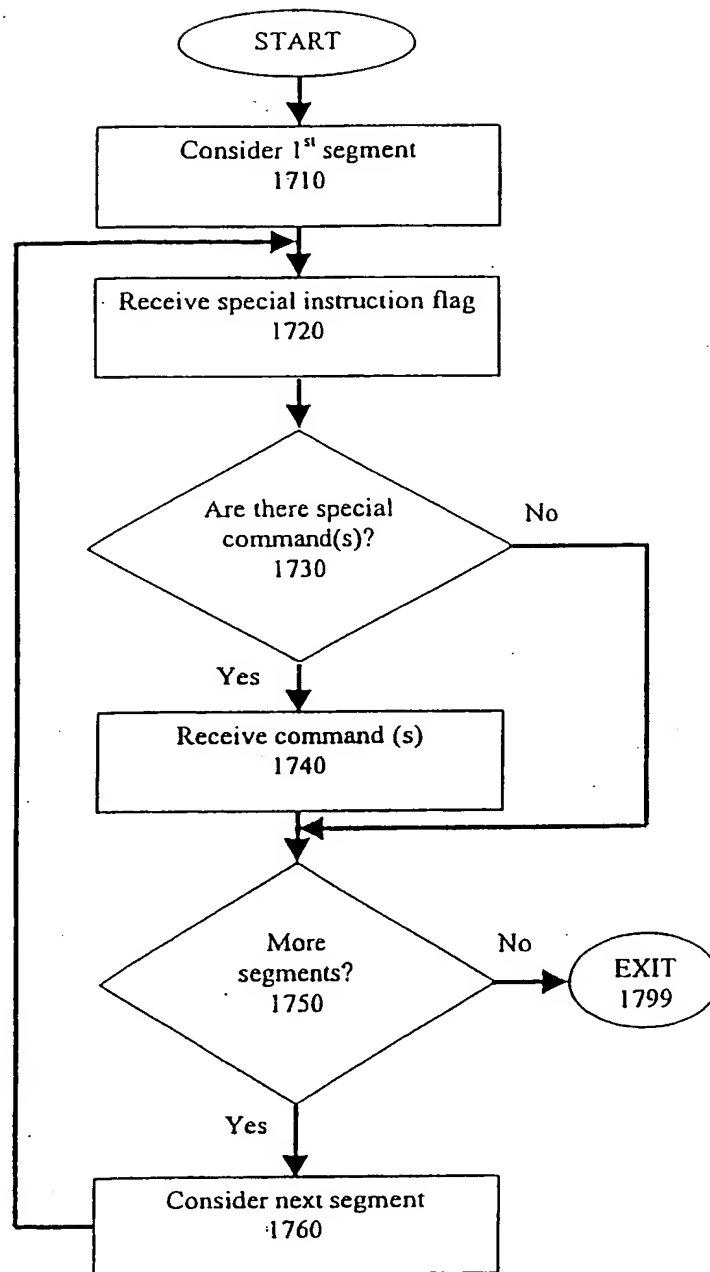 START
Consider 1st segment
1710
Receive special instruction flag
1720
Are there special
command(s)?
1730
No
Yes
Receive command (s)
1740
More
segments?
1750
No
EXIT
1799
Yes
Consider next segment
1760